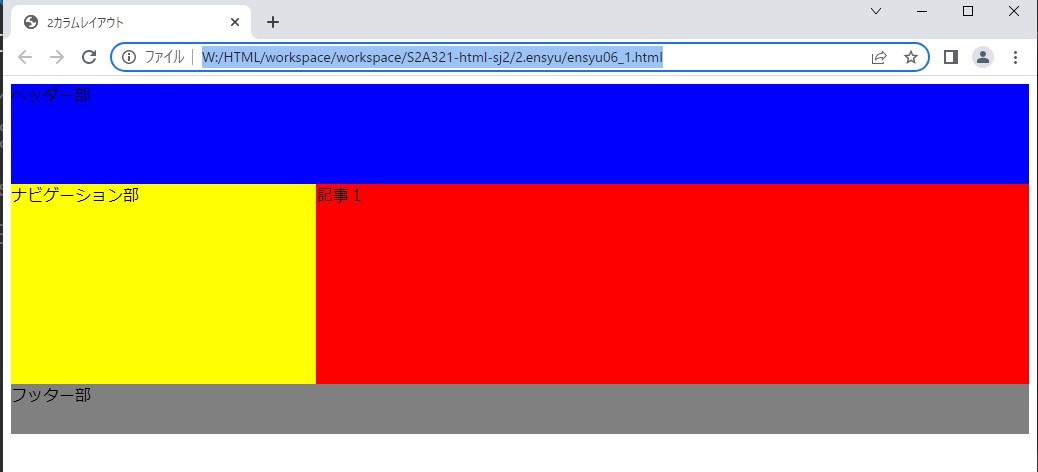 2カラムレイアウト
ファイル W:/HTML/workspace/workspace/S2A321-html-sj2/2.ensyu/ensyu06_1.html
ヘッダー部
ナビゲーション部
記事１
フッター部